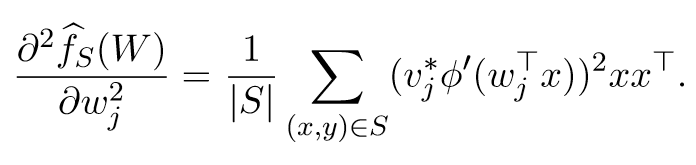 $$\frac{\partial^2 \widehat{f}_S(W)}{\partial w_j^2} = \frac{1}{|S|} \sum_{(x,y) \in S} (v_j^* \phi'(w_j^\top x))^2 x x^\top.$$